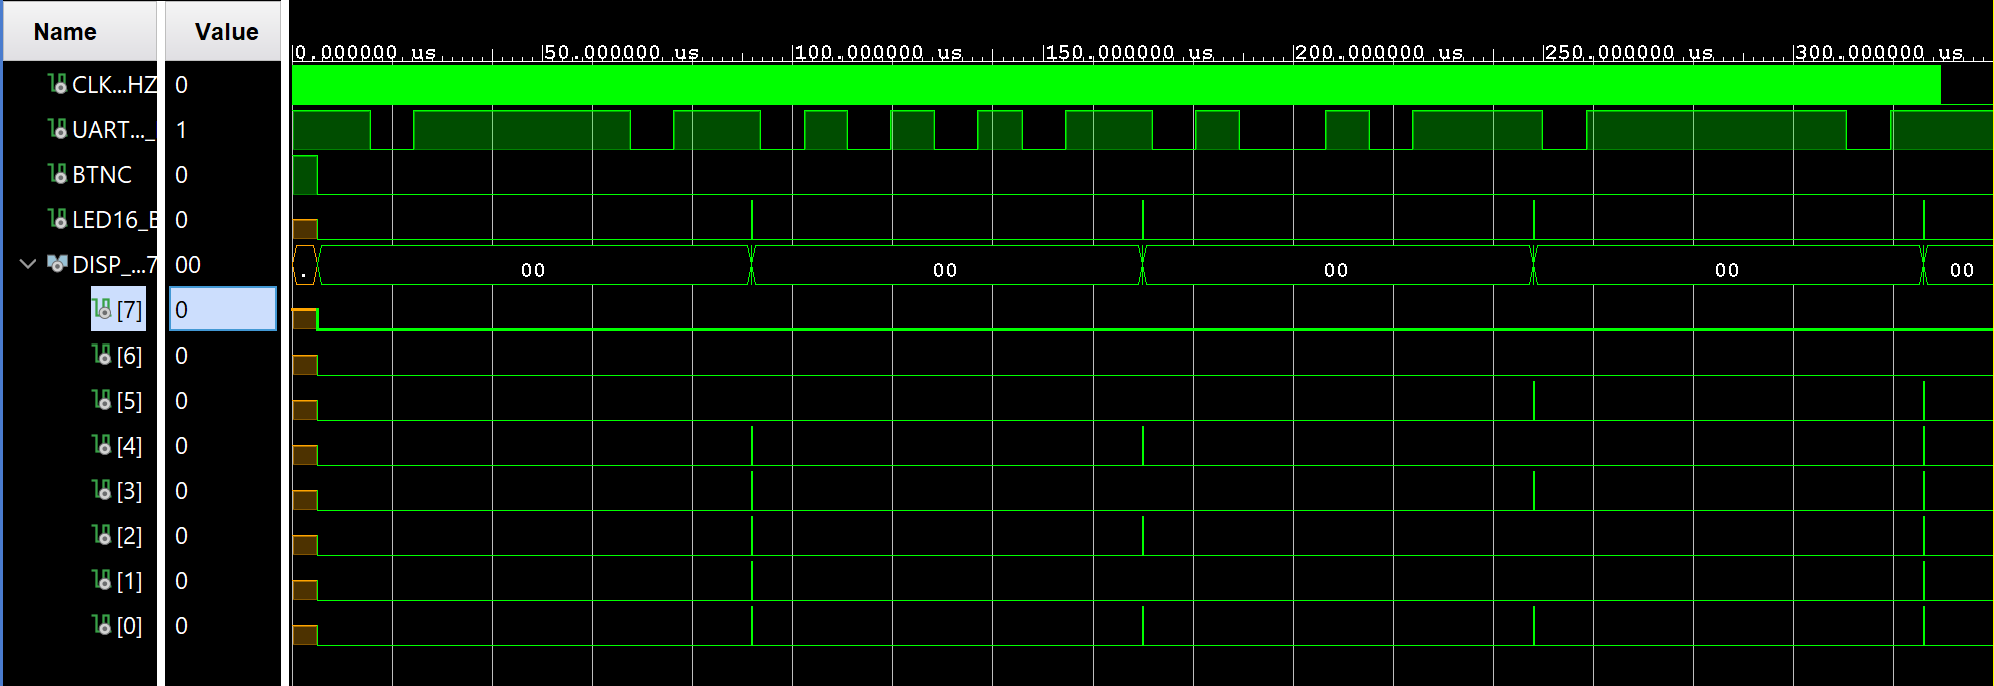 Name Value
0.000000 us 50.000000 us 100.000000 us 150.000000 us 200.000000 us 250.000000 us 300.000000 us
CLK...HZ 0
UART..._ 1
BTNC 0
LED16_B 0
DISP_...7 00 . 00 00 00 00 00
[7] 0
[6] 0
[5] 0
[4] 0
[3] 0
[2] 0
[1] 0
[0] 0